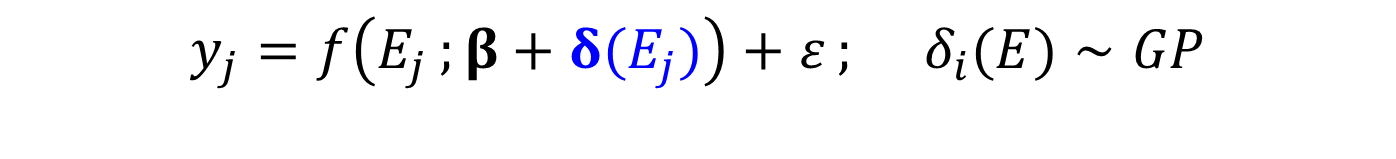 yⱼ = f(Eⱼ ; β + δ(Eⱼ)) + ε ; δᵢ(E) ~ GP